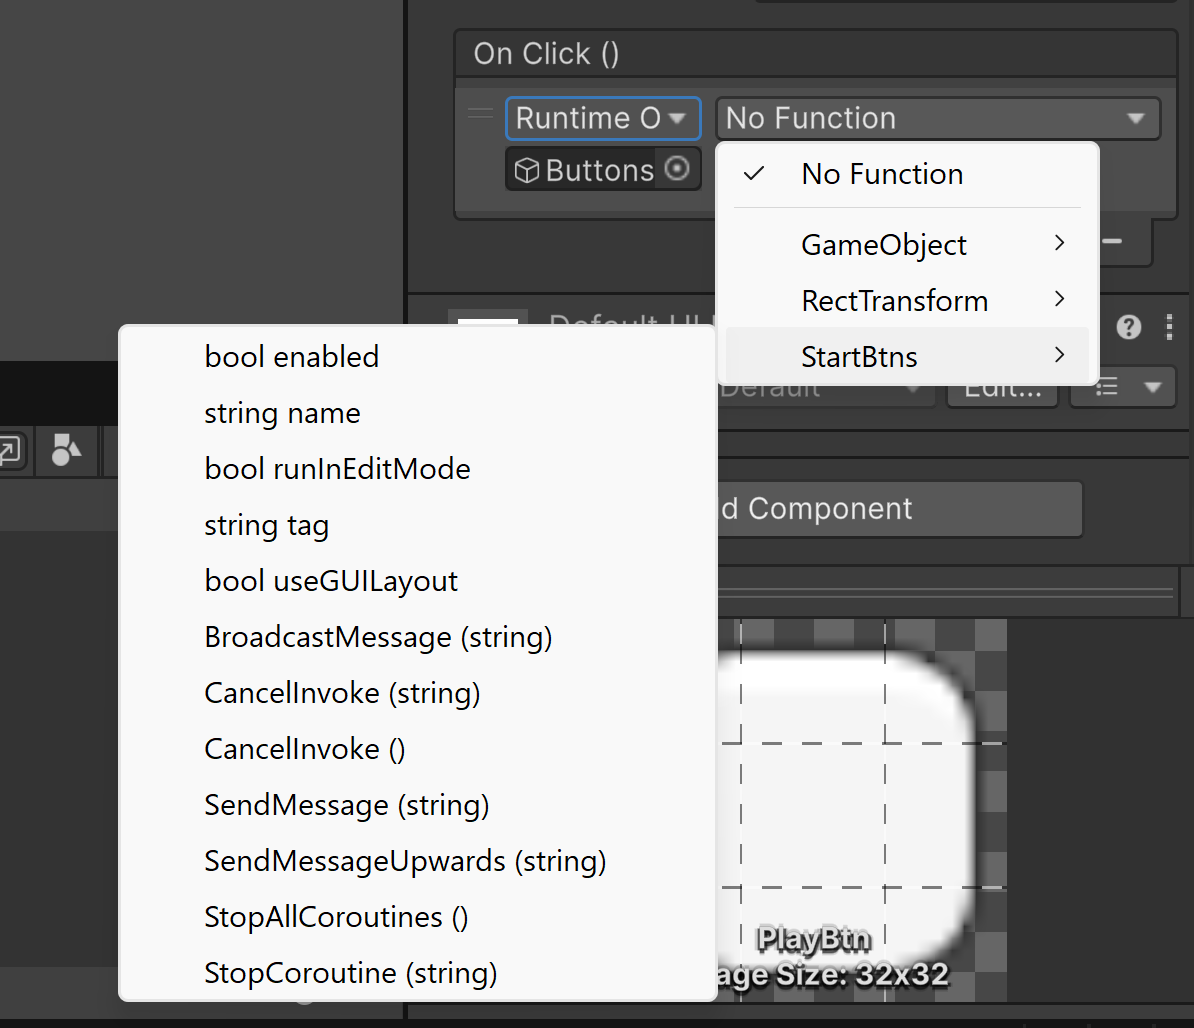 On Click ()
Runtime O
No Function
Buttons
No Function
GameObject
RectTransform
StartBtns
Default
Edit...
bool enabled
string name
bool runInEditMode
string tag
bool useGUILayout
BroadcastMessage (string)
CancelInvoke (string)
CancelInvoke ()
SendMessage (string)
SendMessageUpwards (string)
StopAllCoroutines ()
StopCoroutine (string)
d Component
PlayBtn
age Size: 32x32